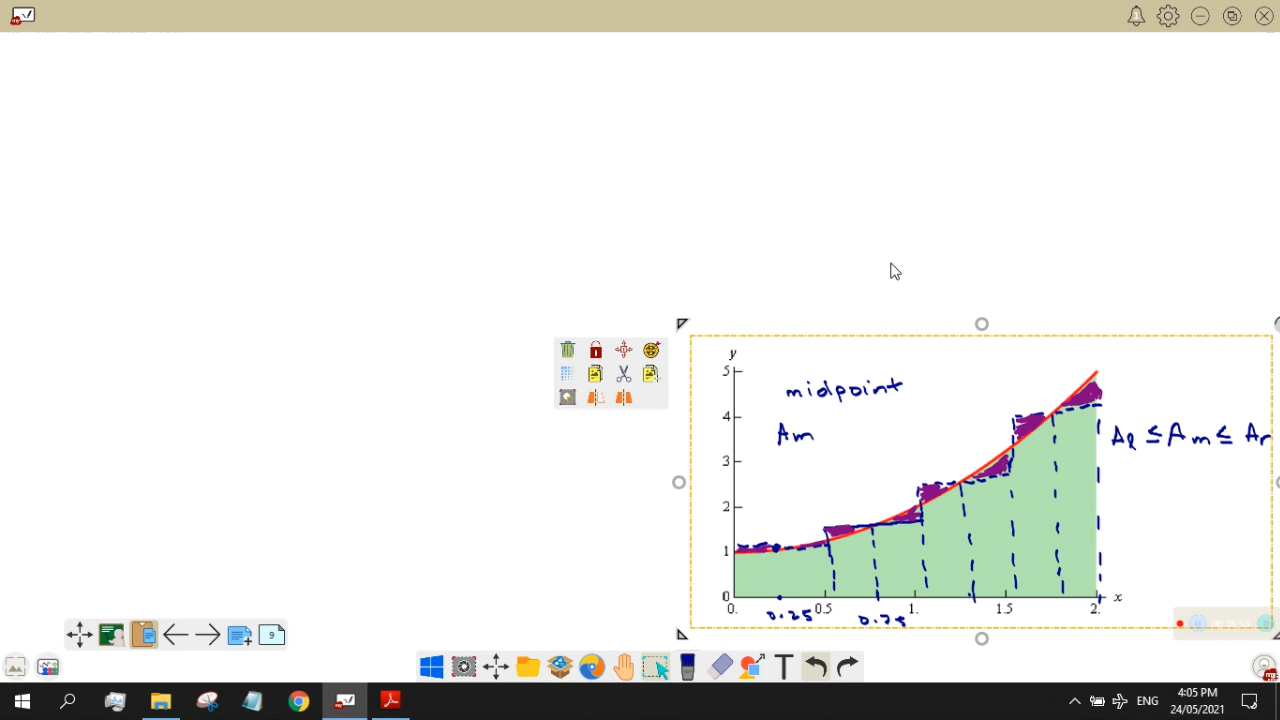 y
5
midpoint
4
Am
Al ≤ Am ≤ Ar
3
2
1
0
0. 0.5 1. 1.5 2. x
0.25 0.75
9
ENG
4:05 PM
24/05/2021